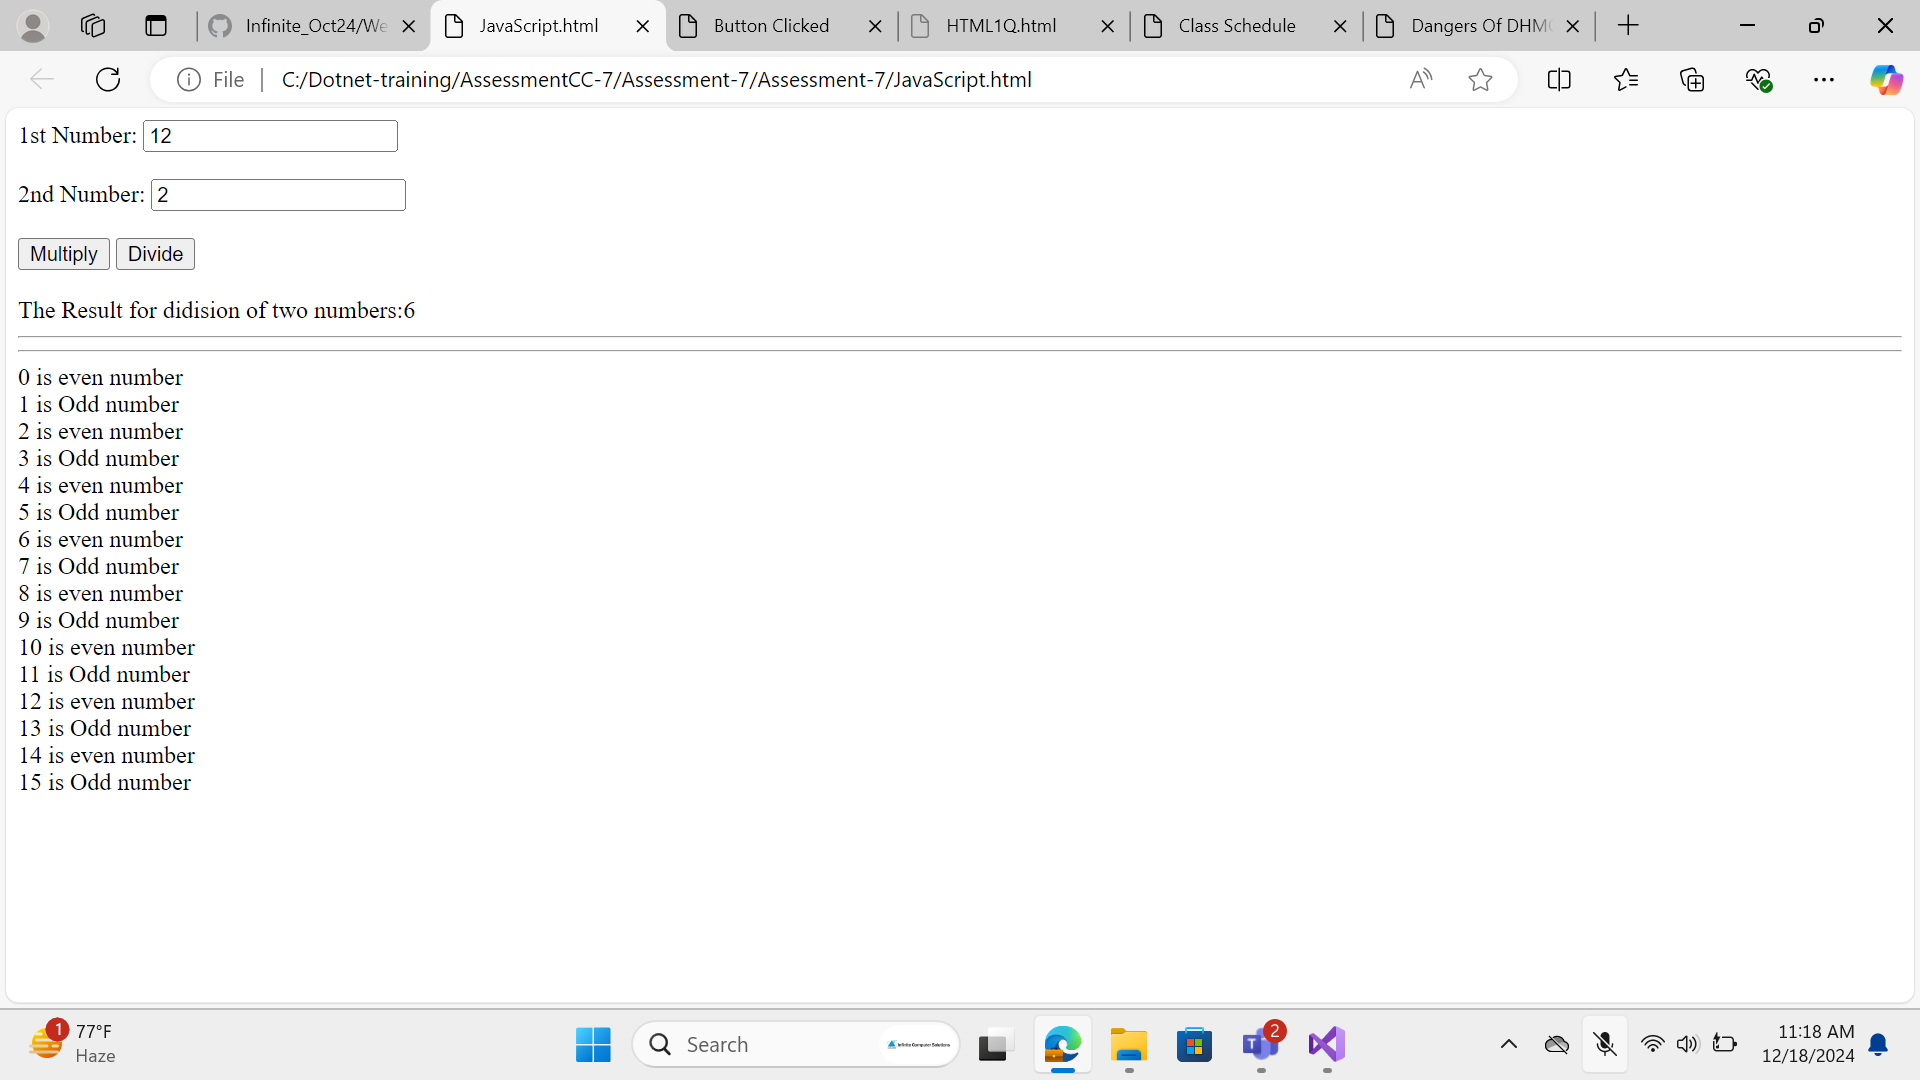 Infinite_Oct24/We
JavaScript.html
Button Clicked
HTML1Q.html
Class Schedule
Dangers Of DHM
File
C:/Dotnet-training/AssessmentCC-7/Assessment-7/Assessment-7/JavaScript.html
1st Number: 12
2nd Number: 2
Multiply Divide
The Result for didision of two numbers:6
0 is even number
1 is Odd number
2 is even number
3 is Odd number
4 is even number
5 is Odd number
6 is even number
7 is Odd number
8 is even number
9 is Odd number
10 is even number
11 is Odd number
12 is even number
13 is Odd number
14 is even number
15 is Odd number
1
77°F
Haze
Search
Infinite Computer Solutions
2
11:18 AM
12/18/2024